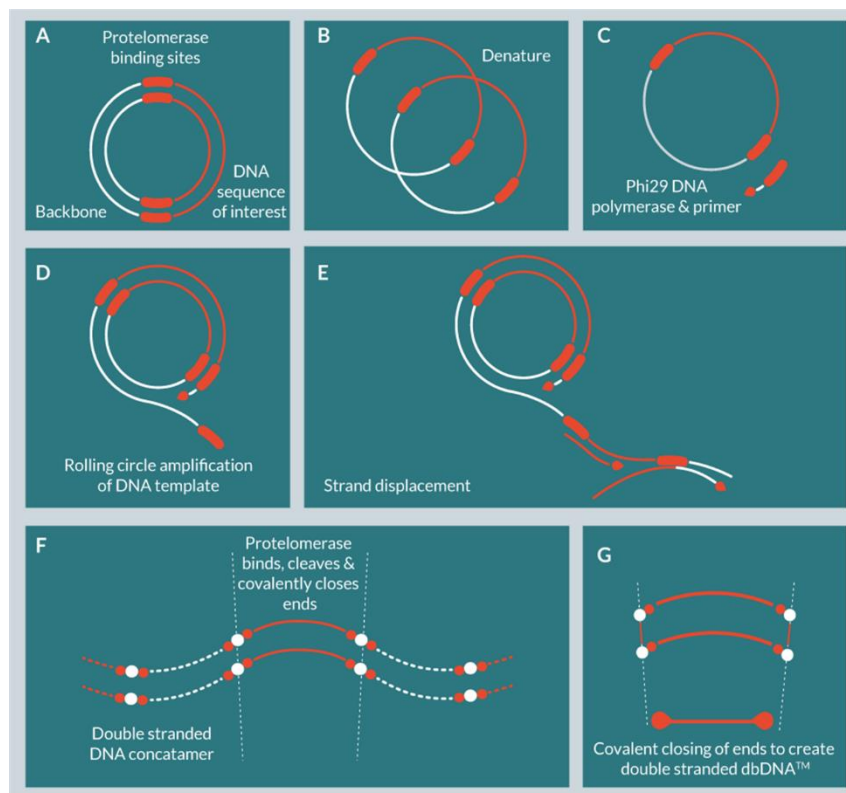 A
Protelomerase
binding sites
DNA
sequence
of interest
Backbone
B
Denature
C
Phi29 DNA
polymerase & primer
D
Rolling circle amplification
of DNA template
E
Strand displacement
F
Protelomerase
binds, cleaves &
covalently closes
ends
Double stranded
DNA concatamer
G
Covalent closing of ends to create
double stranded dbDNA™